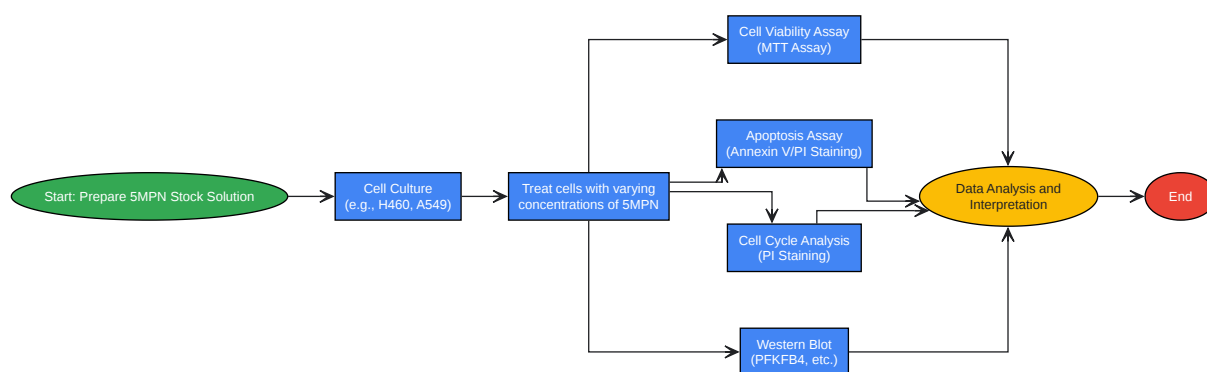 Start: Prepare 5MPN Stock Solution
Cell Culture
(e.g., H460, A549)
Treat cells with varying
concentrations of 5MPN
Cell Viability Assay
(MTT Assay)
Apoptosis Assay
(Annexin V/PI Staining)
Cell Cycle Analysis
(PI Staining)
Western Blot
(PFKFB4, etc.)
Data Analysis and
Interpretation
End